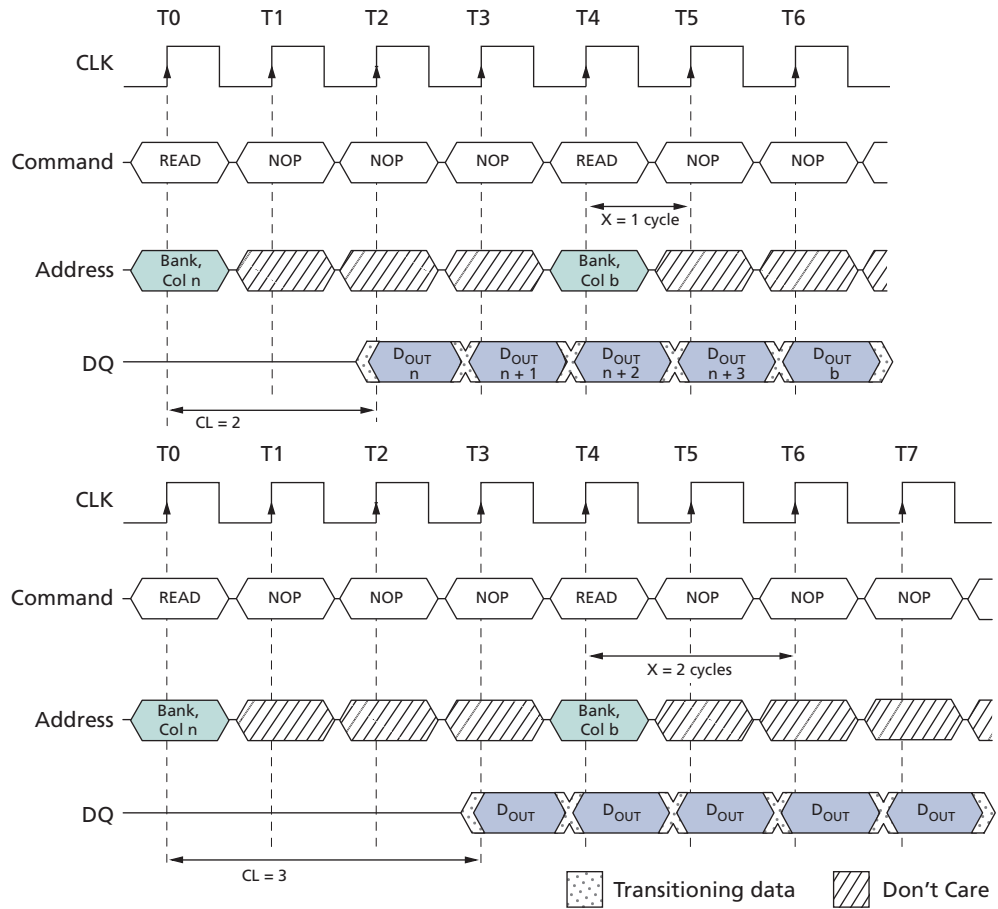 T0 T1 T2 T3 T4 T5 T6
CLK
Command READ NOP NOP NOP READ NOP NOP
X = 1 cycle
Address Bank, Col n Bank, Col b
DQ DOUT n DOUT n + 1 DOUT n + 2 DOUT n + 3 DOUT b
CL = 2
T0 T1 T2 T3 T4 T5 T6 T7
CLK
Command READ NOP NOP NOP READ NOP NOP NOP
X = 2 cycles
Address Bank, Col n Bank, Col b
DQ DOUT DOUT DOUT DOUT DOUT
CL = 3
Transitioning data Don't Care